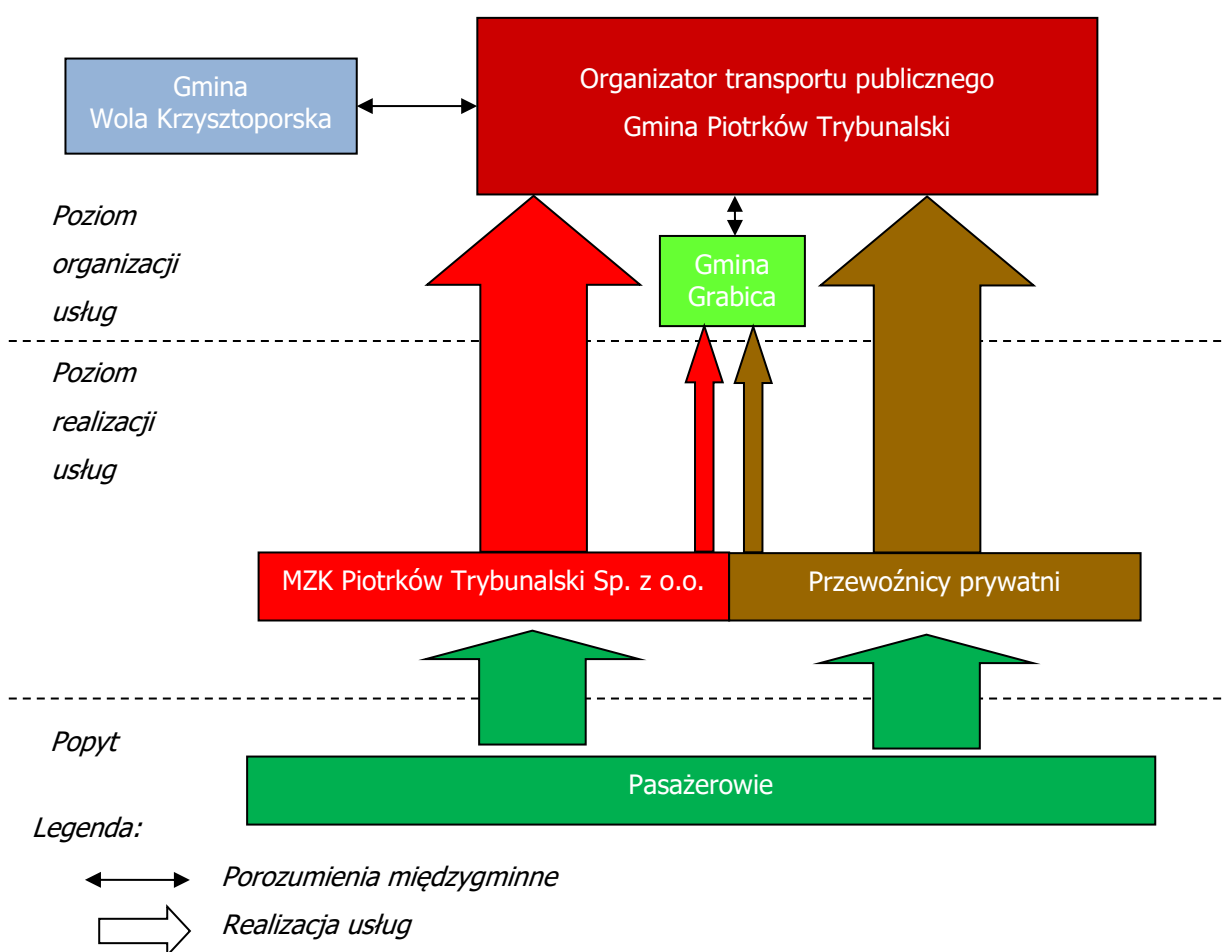 Organizator transportu publicznego
Gmina Piotrków Trybunalski
Gmina
Wola Krzysztoporska
Poziom
organizacji
usług
Gmina
Grabica
Poziom
realizacji
usług
MZK Piotrków Trybunalski Sp. z o.o.
Przewoźnicy prywatni
Popyt
Pasażerowie
Legenda:
Porozumienia międzygminne
Realizacja usług